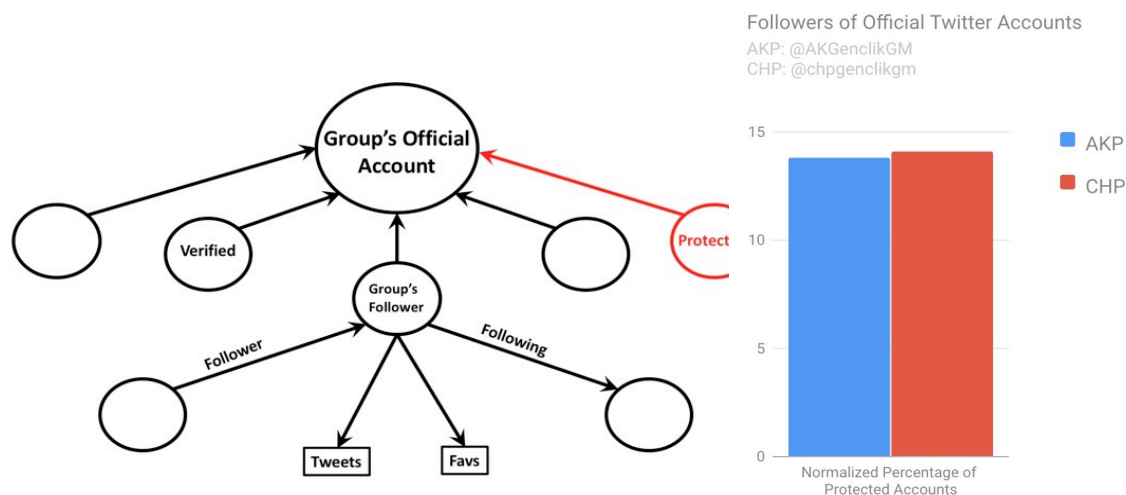 Group's Official
Account
Verified
Protect
Group's
Follower
Follower
Following
Tweets
Favs
Followers of Official Twitter Accounts
AKP: @AKGenclikGM
CHP: @chpgenclikgm
15
10
5
0
AKP
CHP
Normalized Percentage of
Protected Accounts